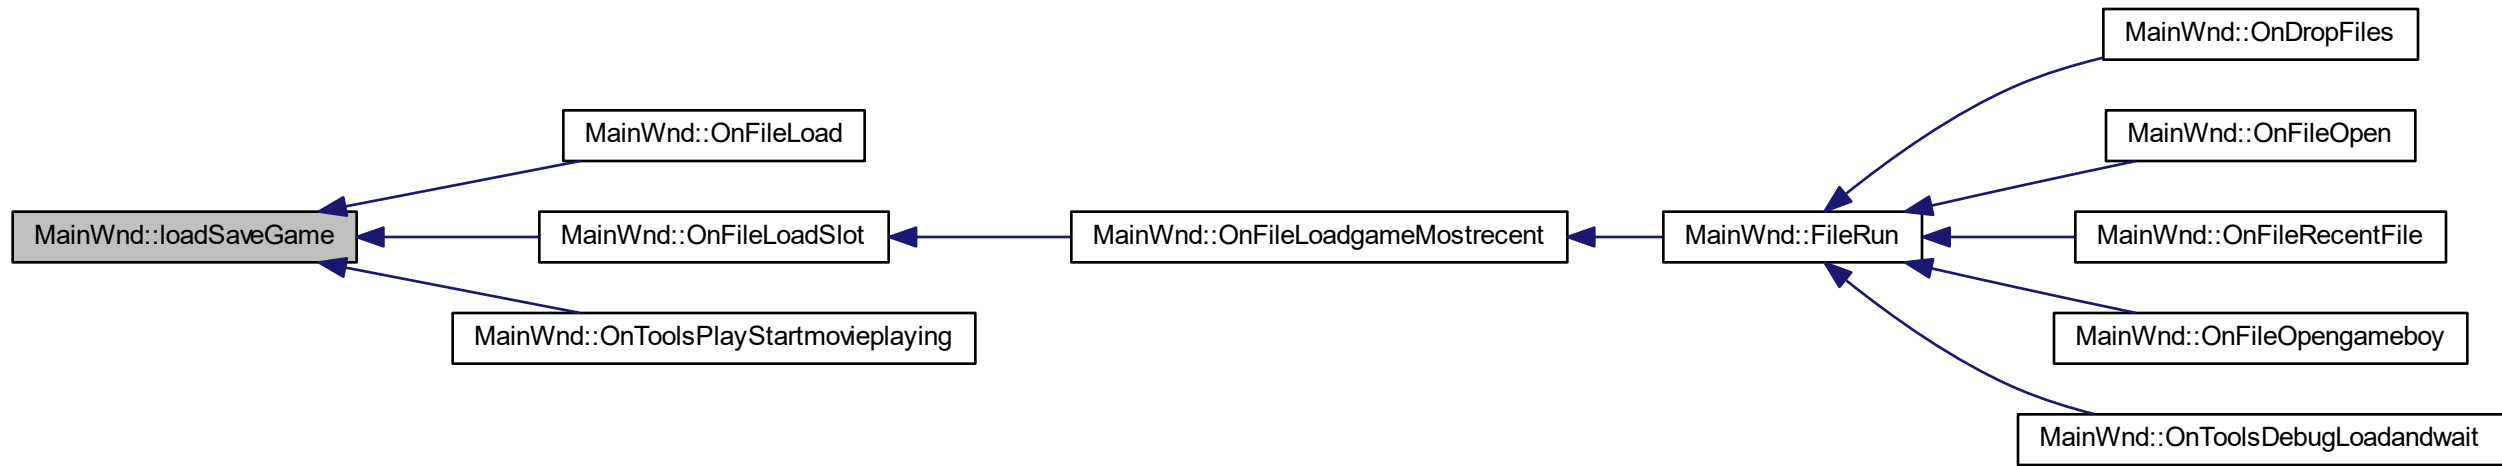 MainWnd::OnDropFiles
MainWnd::OnFileLoad
MainWnd::OnFileOpen
MainWnd::loadSaveGame
MainWnd::OnFileLoadSlot
MainWnd::OnFileLoadgameMostrecent
MainWnd::FileRun
MainWnd::OnFileRecentFile
MainWnd::OnToolsPlayStartmovieplaying
MainWnd::OnFileOpengameboy
MainWnd::OnToolsDebugLoadandwait